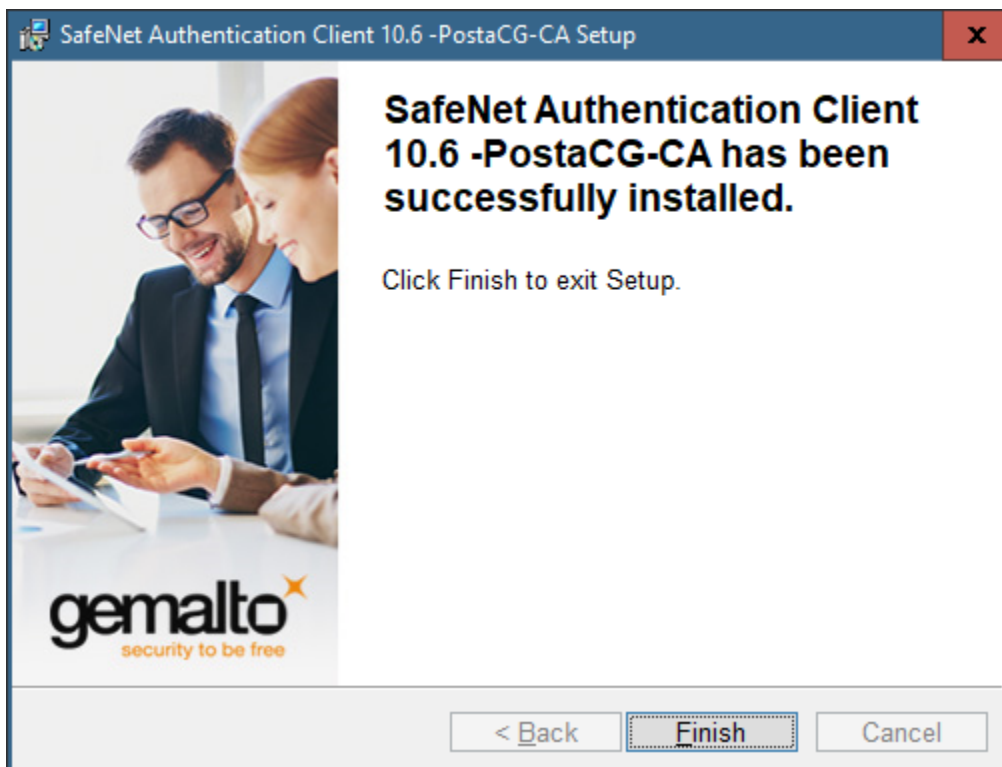 SafeNet Authentication Client 10.6 -PostaCG-CA Setup
SafeNet Authentication Client
10.6 -PostaCG-CA has been
successfully installed.
Click Finish to exit Setup.
gemalto
security to be free
< Back
Finish
Cancel